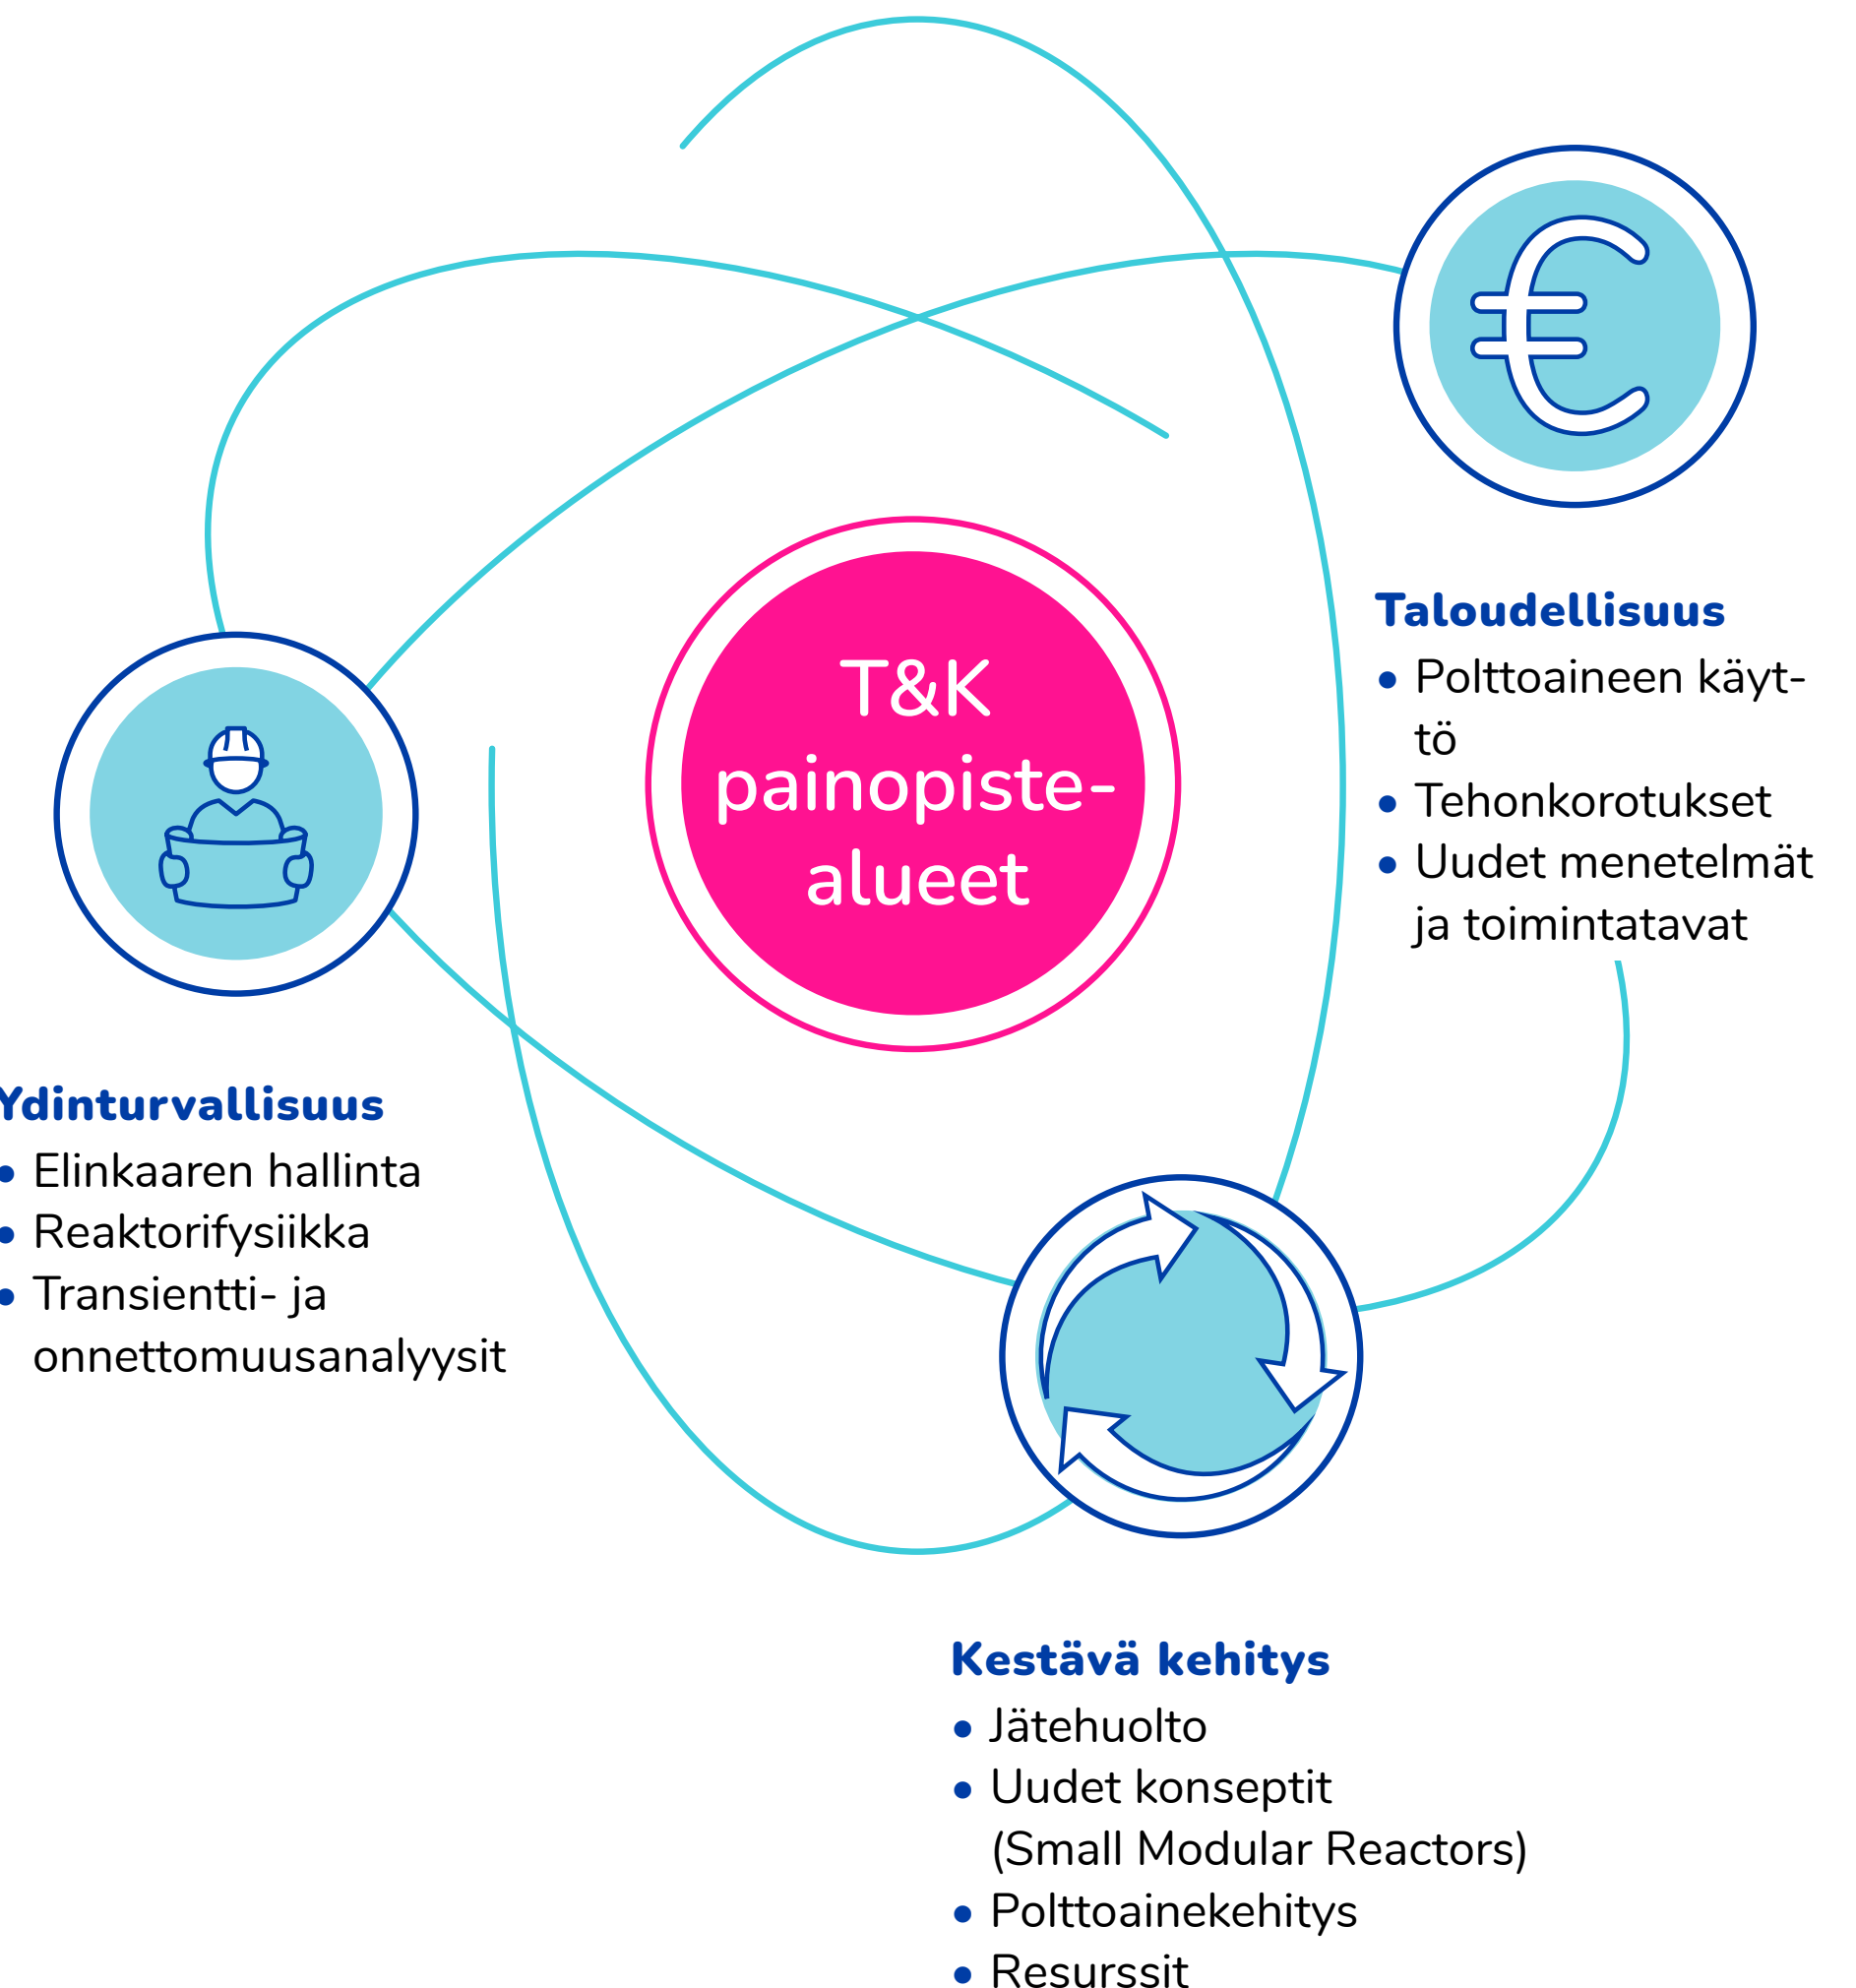 T&K
painopiste-
alueet
Taloudellisuus
• Polttoaineen käyt-
tö
• Tehonkorotukset
• Uudet menetelmät
ja toimintatavat
Ydinturvallisuus
• Elinkaaren hallinta
• Reaktorifysiikka
• Transientti- ja
onnettomuusanalyysit
Kestävä kehitys
• Jätehuolto
• Uudet konseptit
(Small Modular Reactors)
• Polttoainekehitys
• Resurssit